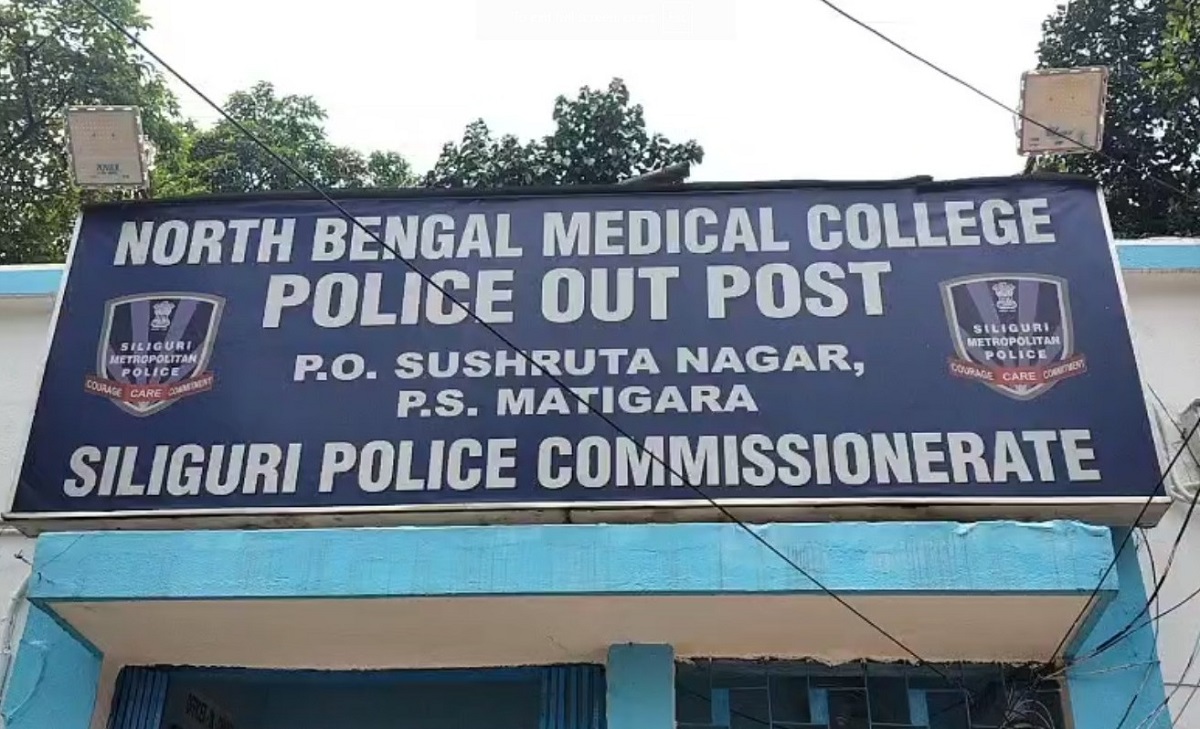 NORTH BENGAL MEDICAL COLLEGE
POLICE OUT POST
P.O. SUSHRUTA NAGAR,
P.S. MATIGARA
SILIGURI POLICE COMMISSIONERATE
SILIGURI
METROPOLITAN
POLICE
COURAGE CARE COMMITMENT
SILIGURI
METROPOLITAN
POLICE
COURAGE CARE COMMITMENT